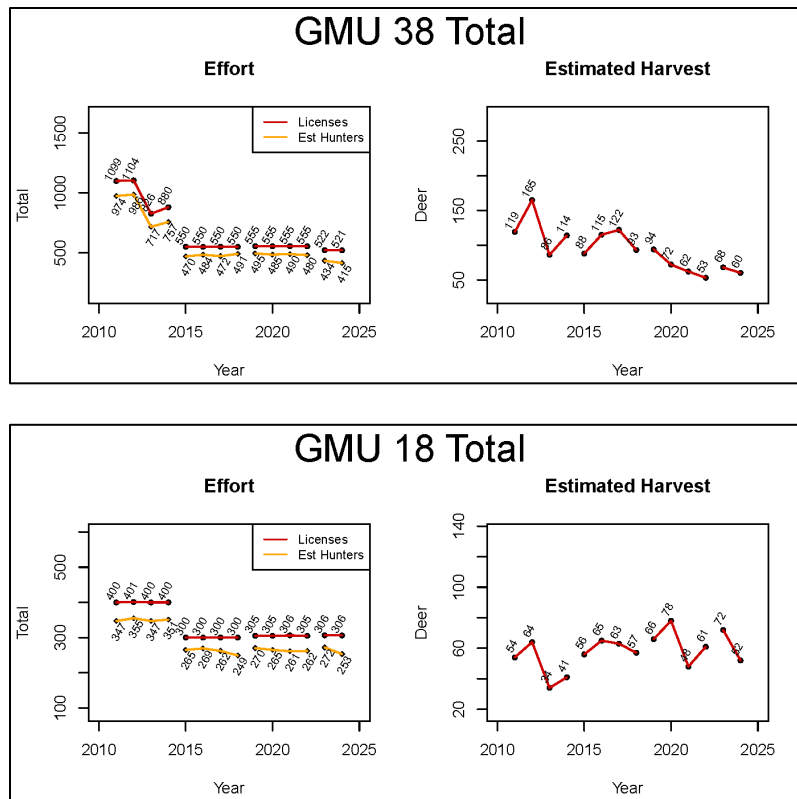 GMU 38 Total
Effort
Total
1500
1000
500
Licenses
Est Hunters
1099 1104 826 880 550 550 550 550 555 555 555 555 522 521
974 986 717 757 470 484 472 491 495 485 490 480 434 415
2010 2015 2020 2025
Year
Estimated Harvest
Deer
250
150
50
119 165 86 114 88 115 122 93 94 72 62 53 68 60
2010 2015 2020 2025
Year
GMU 18 Total
Effort
Total
500
300
100
Licenses
Est Hunters
400 401 400 400 300 300 300 300 305 305 306 305 306 306
347 355 347 351 265 269 262 249 270 265 261 262 272 253
2010 2015 2020 2025
Year
Estimated Harvest
Deer
140
100
60
20
54 64 34 41 56 65 63 57 66 78 48 61 72 52
2010 2015 2020 2025
Year